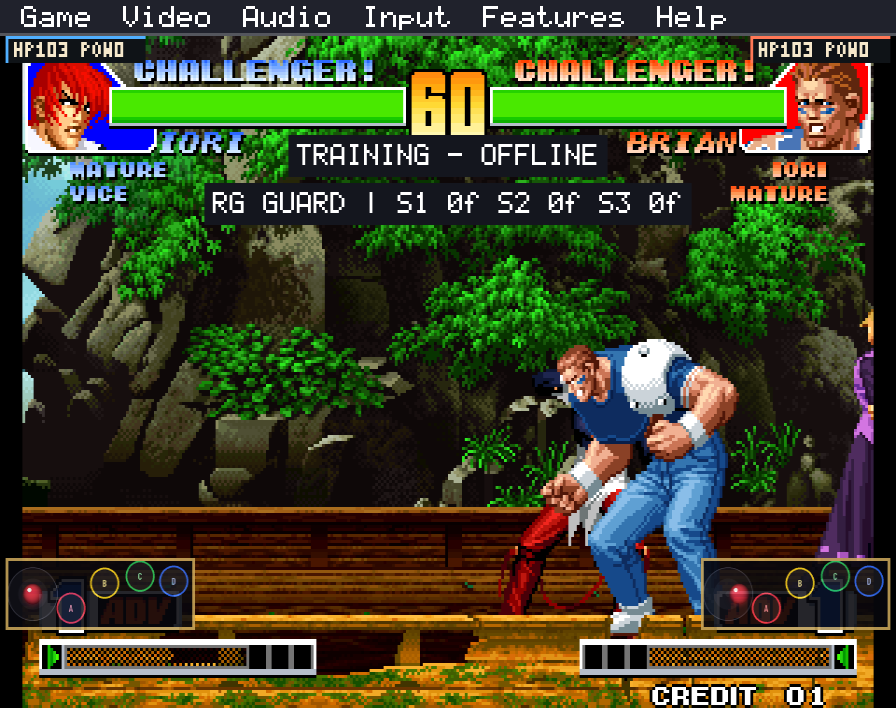 Game Video Audio Input Features Help
HP103 POW0 HP103 POW0
CHALLENGER! 60 CHALLENGER!
IORI TRAINING - OFFLINE BRIAN
MATURE IORI
VICE MATURE
RG GUARD | S1 0f S2 0f S3 0f
B C D B C D
A A
ADV
CREDIT 01